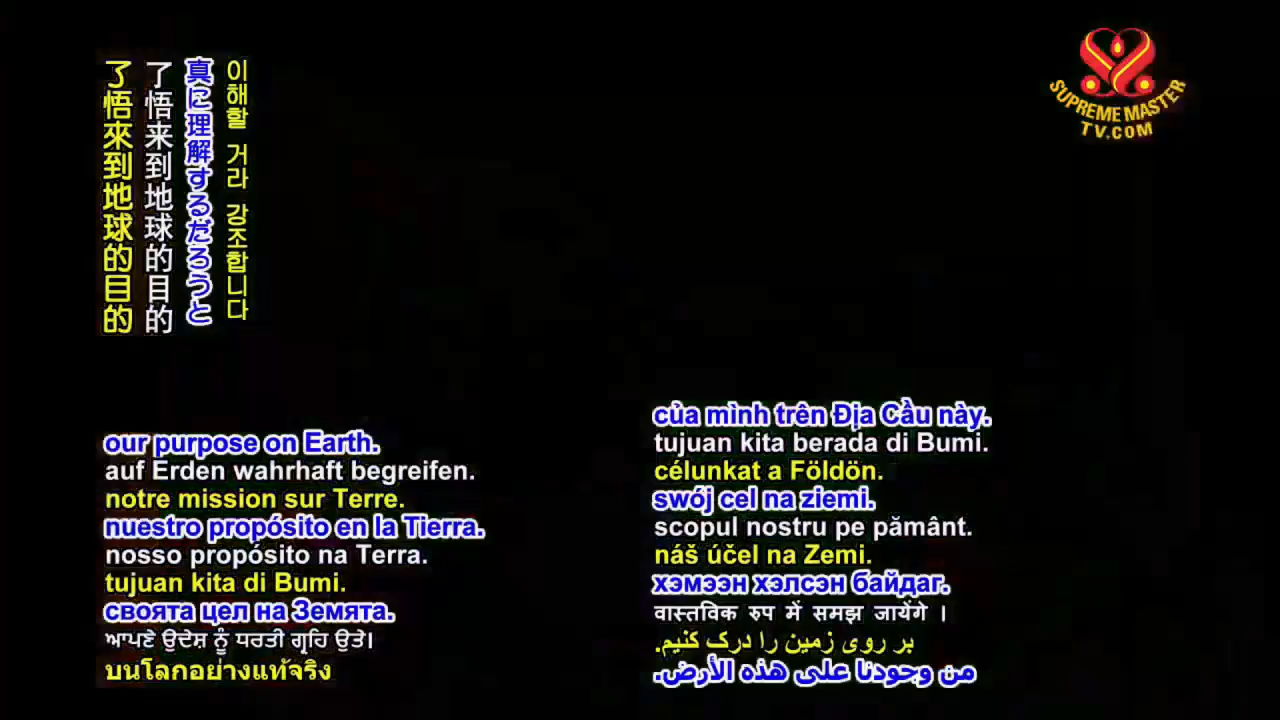 이해할 거라 강조합니다
真に理解するだろうと
了悟来到地球的目的
了悟來到地球的目的
SUPREME MASTER
TV.COM
our purpose on Earth.
auf Erden wahrhaft begreifen.
notre mission sur Terre.
nuestro propósito en la Tierra.
nosso propósito na Terra.
tujuan kita di Bumi.
своята цел на Земята.
ਆਪਣੇ ਉਦੇਸ਼ ਨੂੰ ਧਰਤੀ ਗ੍ਰਹਿ ਉਤੇ।
บนโลกอย่างแท้จริง
của mình trên Địa Cầu này.
tujuan kita berada di Bumi.
célunkat a Földön.
swój cel na ziemi.
scopul nostru pe pământ.
náš účel na Zemi.
хэмээн хэлсэн байдаг.
वास्तविक रुप में समझ जायेंगे ।
بر روی زمین را درک کنیم.
من وجودنا على هذه الأرض.